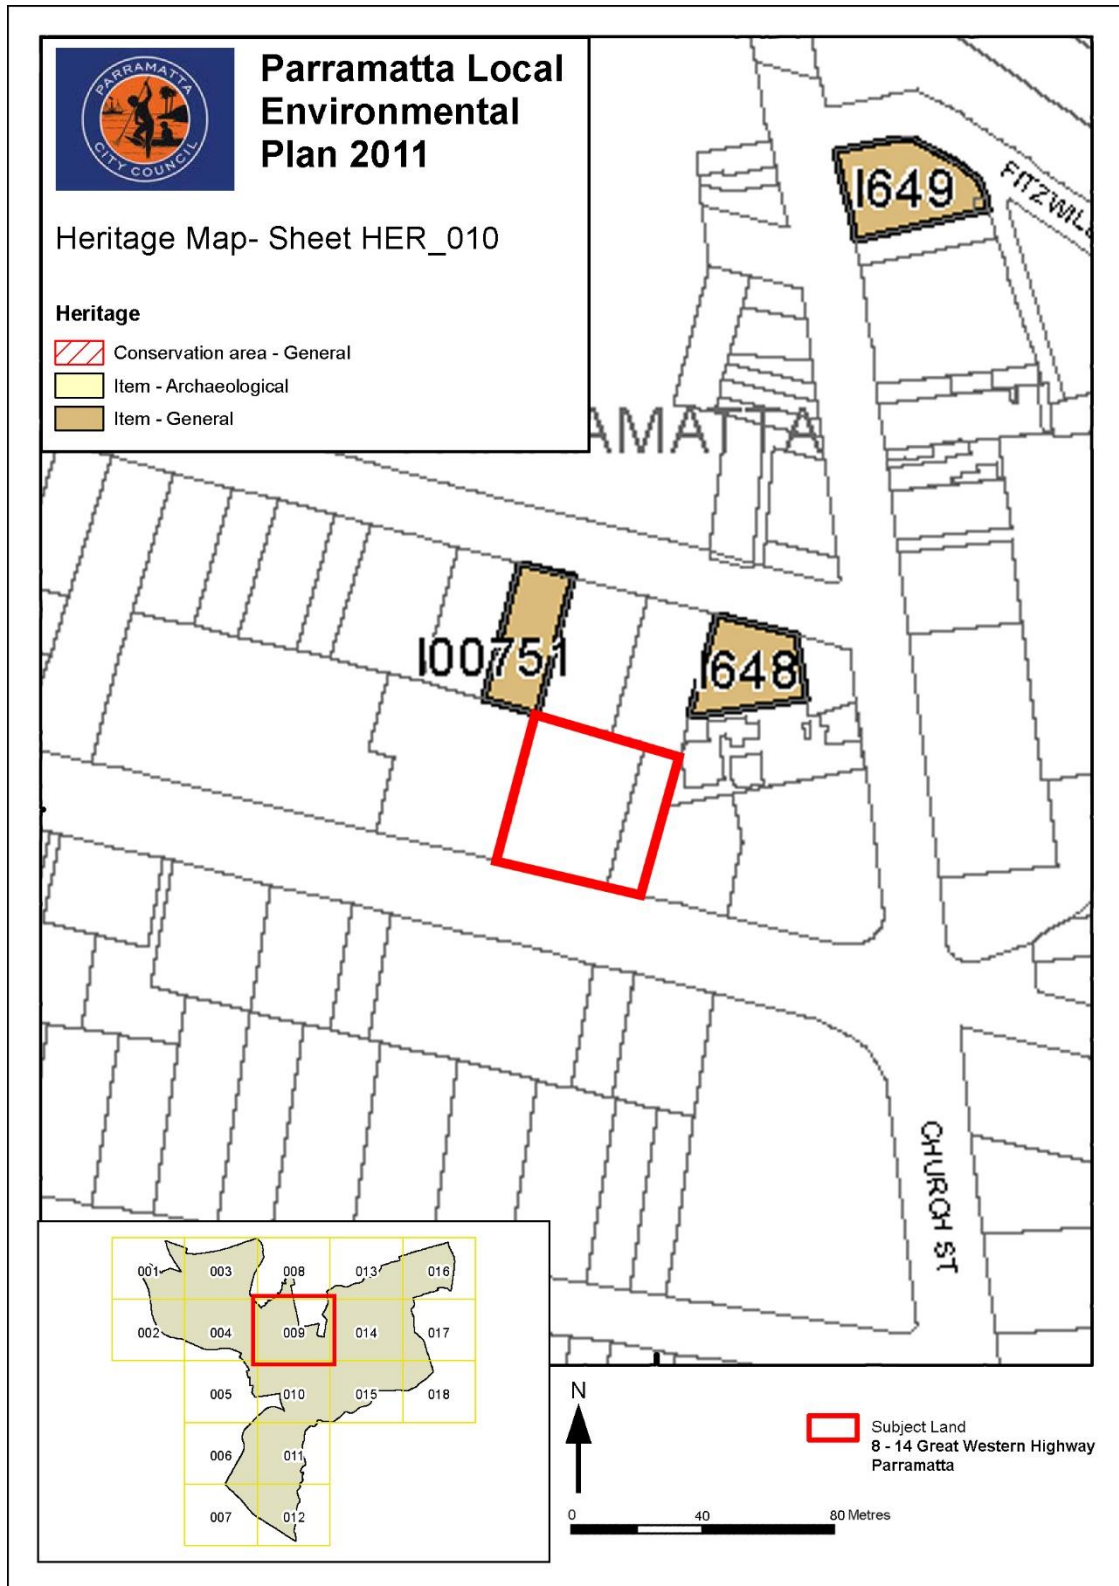 PARRAMATTA
CITY COUNCIL
Parramatta Local
Environmental
Plan 2011
Heritage Map- Sheet HER_010
Heritage
Conservation area - General
Item - Archaeological
Item - General
AMATTA
I649
FITZWILL
I00751
I648
CHURCH ST
001 003 008 013 016
002 004 009 014 017
005 010 015 018
006 011
007 012
N
0 40 80 Metres
Subject Land
8 - 14 Great Western Highway
Parramatta